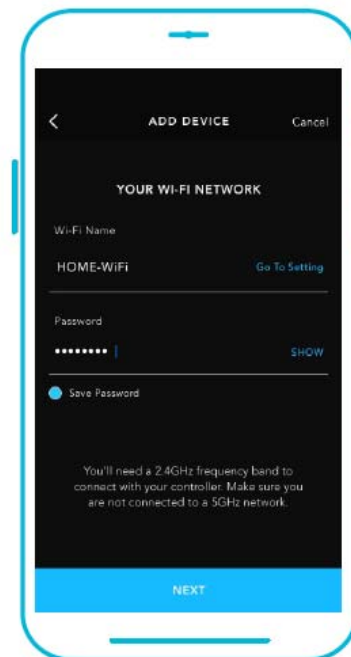 ADD DEVICE Cancel
YOUR WI-FI NETWORK
Wi-Fi Name
HOME-WiFi Go To Setting
Password
•••••••• SHOW
Save Password
You'll need a 2.4GHz frequency band to
connect with your controller. Make sure you
are not connected to a 5GHz network.
NEXT